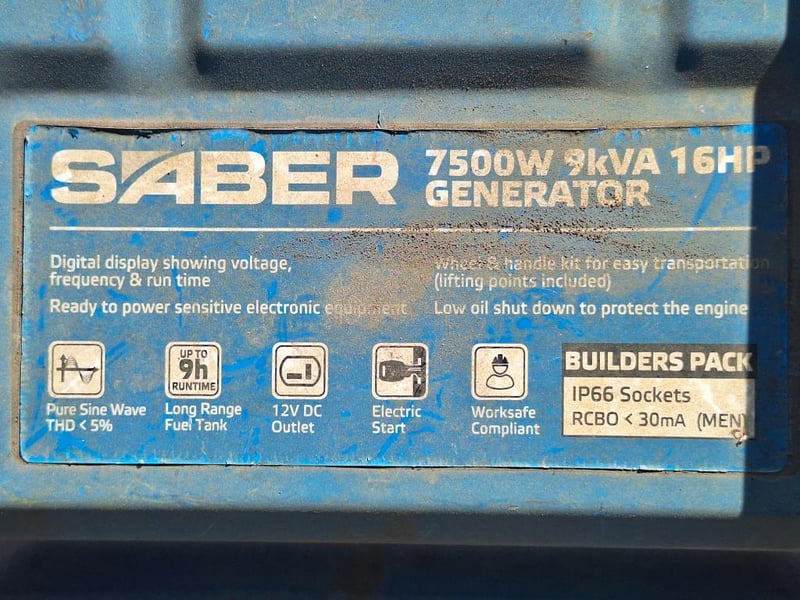 SABER
7500W 9kVA 16HP
GENERATOR
Digital display showing voltage,
frequency & run time
Ready to power sensitive electronic equipment
Wheel & handle kit for easy transportation
(lifting points included)
Low oil shut down to protect the engine
Pure Sine Wave
THD < 5%
UP TO
9h
RUNTIME
Long Range
Fuel Tank
12V DC
Outlet
Electric
Start
Worksafe
Compliant
BUILDERS PACK
IP66 Sockets
RCBO < 30mA (MEN)